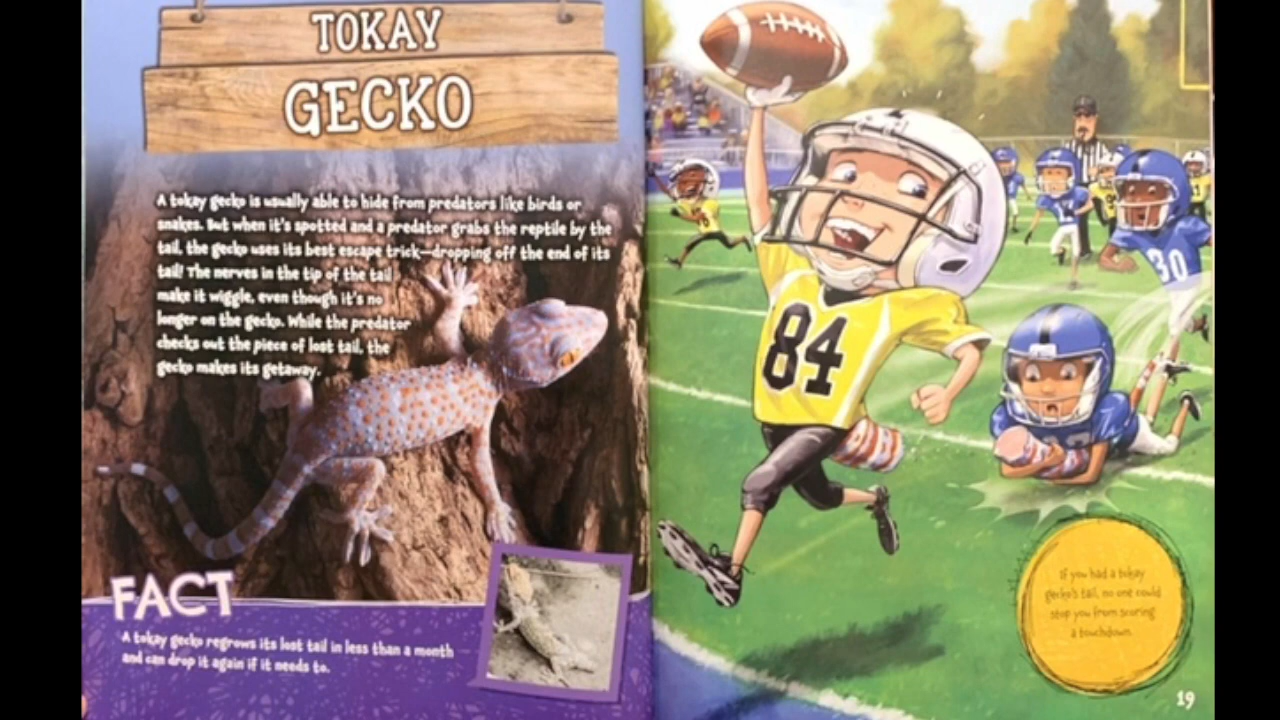 TOKAY
GECKO
A tokay gecko is usually able to hide from predators like birds or
snakes. But when it's spotted and a predator grabs the reptile by the
tail, the gecko uses its best escape trick—dropping off the end of its
tail! The nerves in the tip of the tail
make it wiggle, even though it's no
longer on the gecko. While the predator
checks out the piece of lost tail, the
gecko makes its getaway.
FACT
A tokay gecko regrows its lost tail in less than a month
and can drop it again if it needs to.
84
30
If you had a tokay
gecko's tail, no one could
stop you from scoring
a touchdown.
19